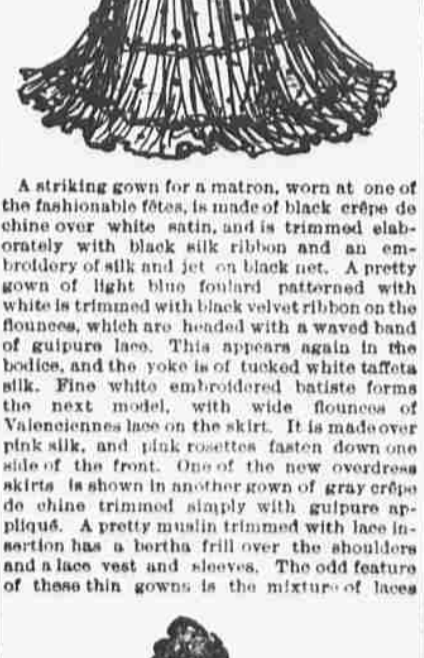 A striking gown for a matron, worn at one of
the fashionable fêtes, is made of black crêpe de
chine over white satin, and is trimmed elab-
orately with black silk ribbon and an em-
broidery of silk and jet on black net. A pretty
gown of light blue foulard patterned with
white is trimmed with black velvet ribbon on the
flounces, which are headed with a waved band
of guipure lace. This appears again in the
bodice, and the yoke is of tucked white taffeta
silk. Fine white embroidered batiste forms
the next model, with wide flounces of
Valenciennes lace on the skirt. It is made over
pink silk, and pink rosettes fasten down one
side of the front. One of the new overdress
skirts is shown in another gown of gray crêpe
de chine trimmed simply with guipure ap-
pliqué. A pretty muslin trimmed with lace in-
sertion has a bertha frill over the shoulders
and a lace vest and sleeves. The odd feature
of these thin gowns is the mixture of laces